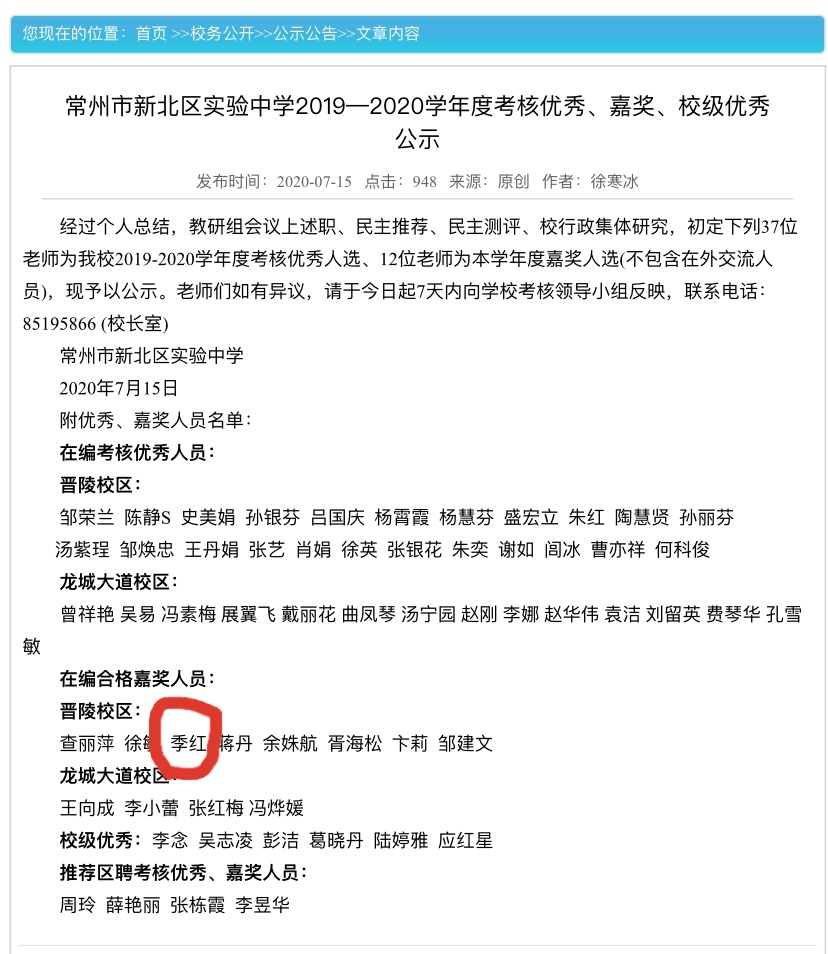 您现在的位置：首页 >>校务公开>>公示公告>>文章内容
常州市新北区实验中学2019—2020学年度考核优秀、嘉奖、校级优秀
公示
发布时间：2020-07-15 点击：948 来源：原创 作者：徐寒冰
经过个人总结，教研组会议上述职、民主推荐、民主测评、校行政集体研究，初定下列37位
老师为我校2019-2020学年度考核优秀人选、12位老师为本学年度嘉奖人选(不包含在外交流人
员)，现予以公示。老师们如有异议，请于今日起7天内向学校考核领导小组反映，联系电话：
85195866 (校长室)
常州市新北区实验中学
2020年7月15日
附优秀、嘉奖人员名单：
在编考核优秀人员：
晋陵校区：
邹荣兰 陈静S 史美娟 孙银芬 吕国庆 杨霄霞 杨慧芬 盛宏立 朱红 陶慧贤 孙丽芬
汤紫珵 邹焕忠 王丹娟 张艺 肖娟 徐英 张银花 朱奕 谢如 闾冰 曹亦祥 何科俊
龙城大道校区：
曾祥艳 吴易 冯素梅 展翼飞 戴丽花 曲凤琴 汤宁园 赵刚 李娜 赵华伟 袁洁 刘留英 费琴华 孔雪
敏
在编合格嘉奖人员：
晋陵校区：
查丽萍 徐敏 季红 蒋丹 余姝航 胥海松 卞莉 邹建文
龙城大道校区：
王向成 李小蕾 张红梅 冯烨媛
校级优秀：李念 吴志凌 彭洁 葛晓丹 陆婷雅 应红星
推荐区聘考核优秀、嘉奖人员：
周玲 薛艳丽 张栋霞 李昱华